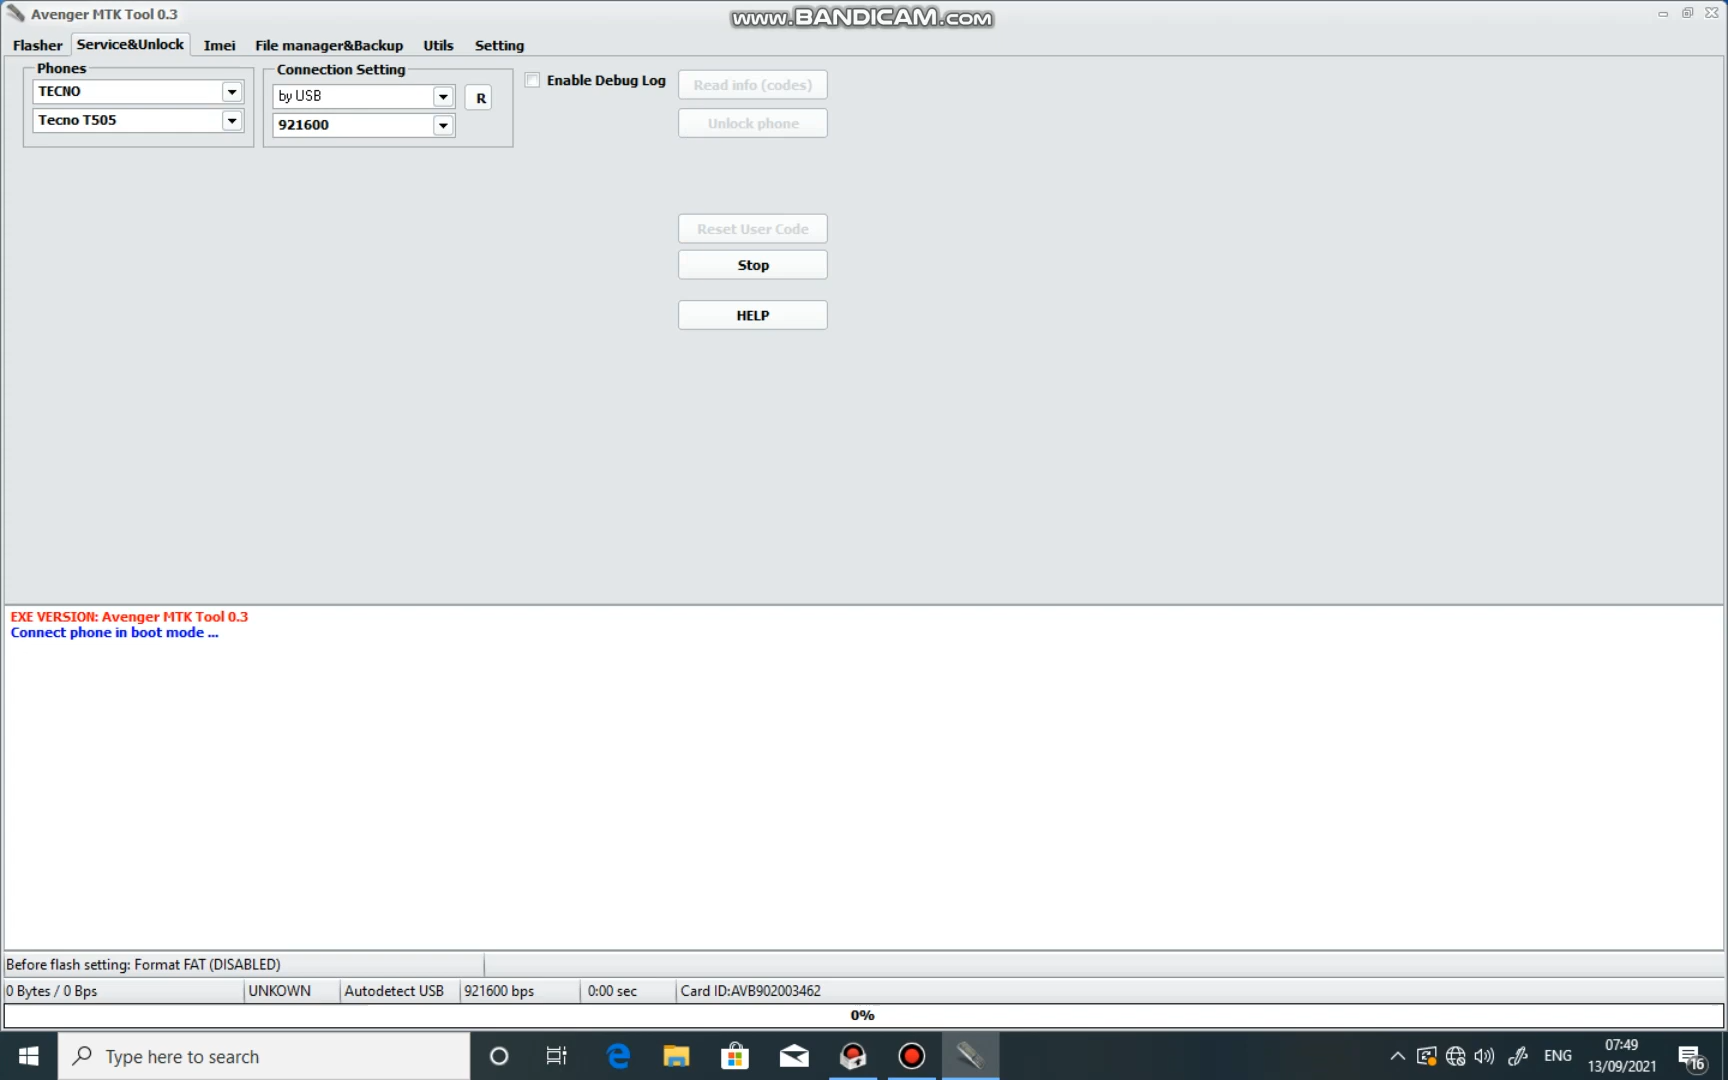 Avenger MTK Tool 0.3
www.BANDICAM.com
Flasher Service&Unlock Imei File manager&Backup Utils Setting
Phones
TECNO
Tecno T505
Connection Setting
by USB
R
921600
Enable Debug Log
Read info (codes)
Unlock phone
Reset User Code
Stop
HELP
EXE VERSION: Avenger MTK Tool 0.3
Connect phone in boot mode ...
Before flash setting: Format FAT (DISABLED)
0 Bytes / 0 Bps UNKOWN Autodetect USB 921600 bps 0:00 sec Card ID:AVB902003462
0%
Type here to search
ENG
07:49
13/09/2021
16